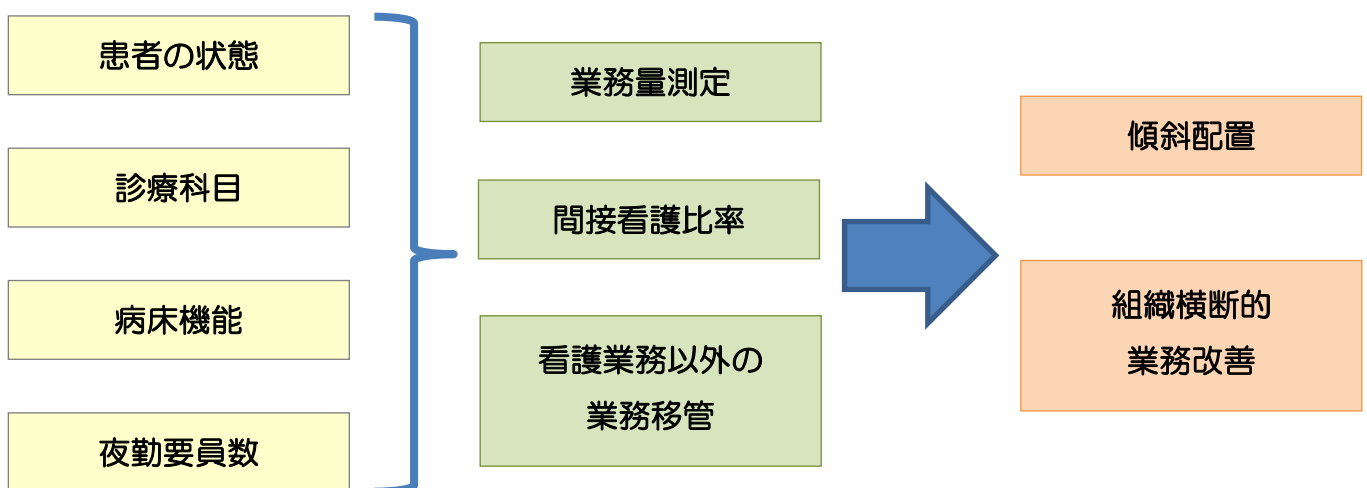 患者の状態
診療科目
病床機能
夜勤要員数
業務量測定
間接看護比率
看護業務以外の
業務移管
傾斜配置
組織横断的
業務改善